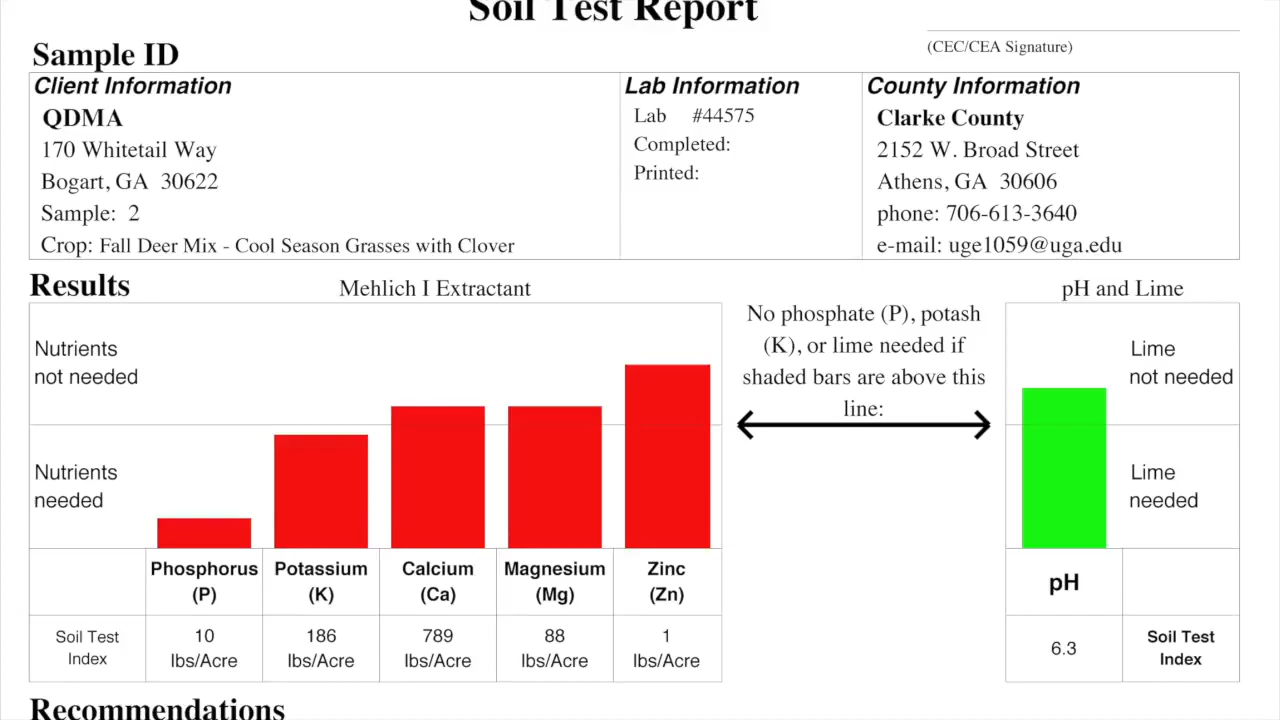 Soil Test Report
Sample ID
(CEC/CEA Signature)
Client Information
QDMA
170 Whitetail Way
Bogart, GA 30622
Sample: 2
Crop: Fall Deer Mix - Cool Season Grasses with Clover
Lab Information
Lab #44575
Completed:
Printed:
County Information
Clarke County
2152 W. Broad Street
Athens, GA 30606
phone: 706-613-3640
e-mail: uge1059@uga.edu
Results
Mehlich I Extractant
Nutrients
not needed
Nutrients
needed
Phosphorus
(P)
Potassium
(K)
Calcium
(Ca)
Magnesium
(Mg)
Zinc
(Zn)
Soil Test
Index
10
lbs/Acre
186
lbs/Acre
789
lbs/Acre
88
lbs/Acre
1
lbs/Acre
No phosphate (P), potash
(K), or lime needed if
shaded bars are above this
line:
pH and Lime
Lime
not needed
Lime
needed
pH
6.3
Soil Test
Index
Recommendations